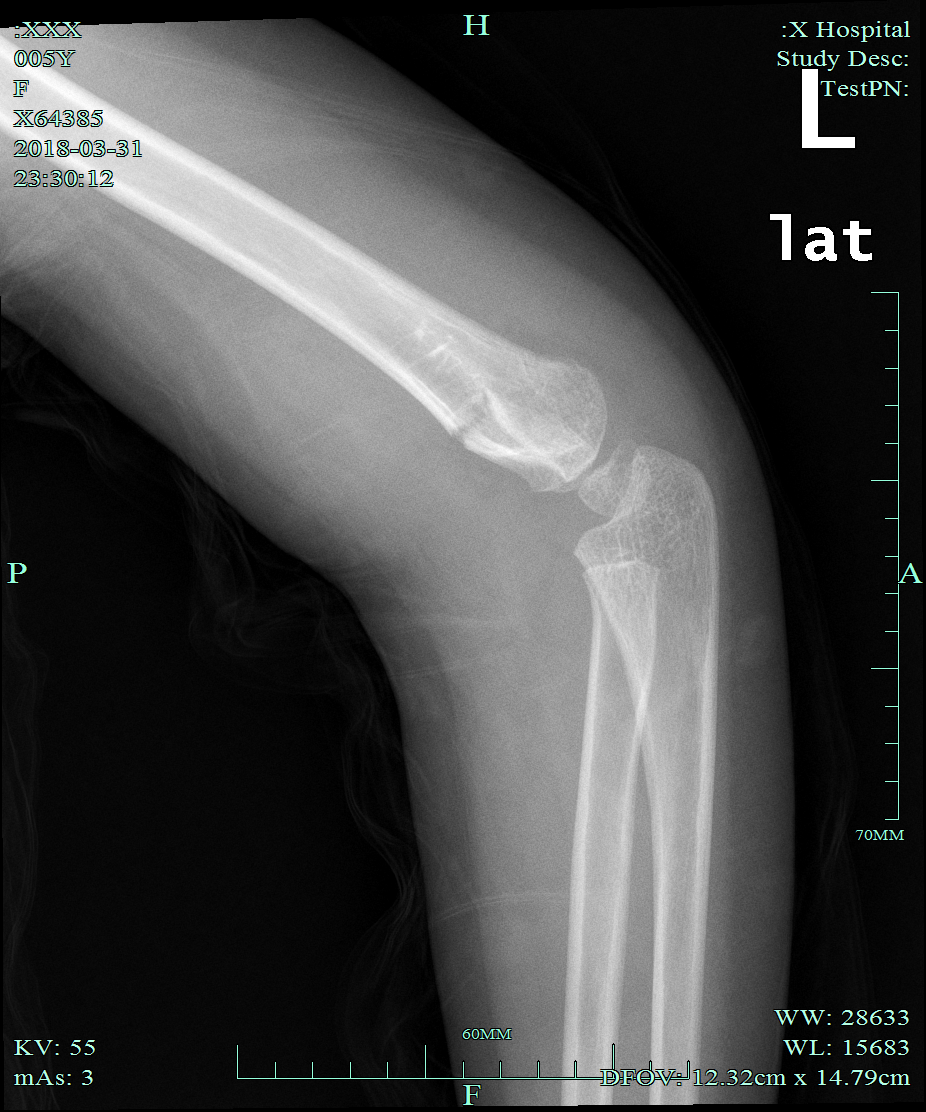 :XXX
005Y
F
X64385
2018-03-31
23:30:12
H
:X Hospital
Study Desc:
TestPN:
L
lat
P
A
70MM
60MM
KV: 55
mAs: 3
F
WW: 28633
WL: 15683
DFOV: 12.32cm x 14.79cm